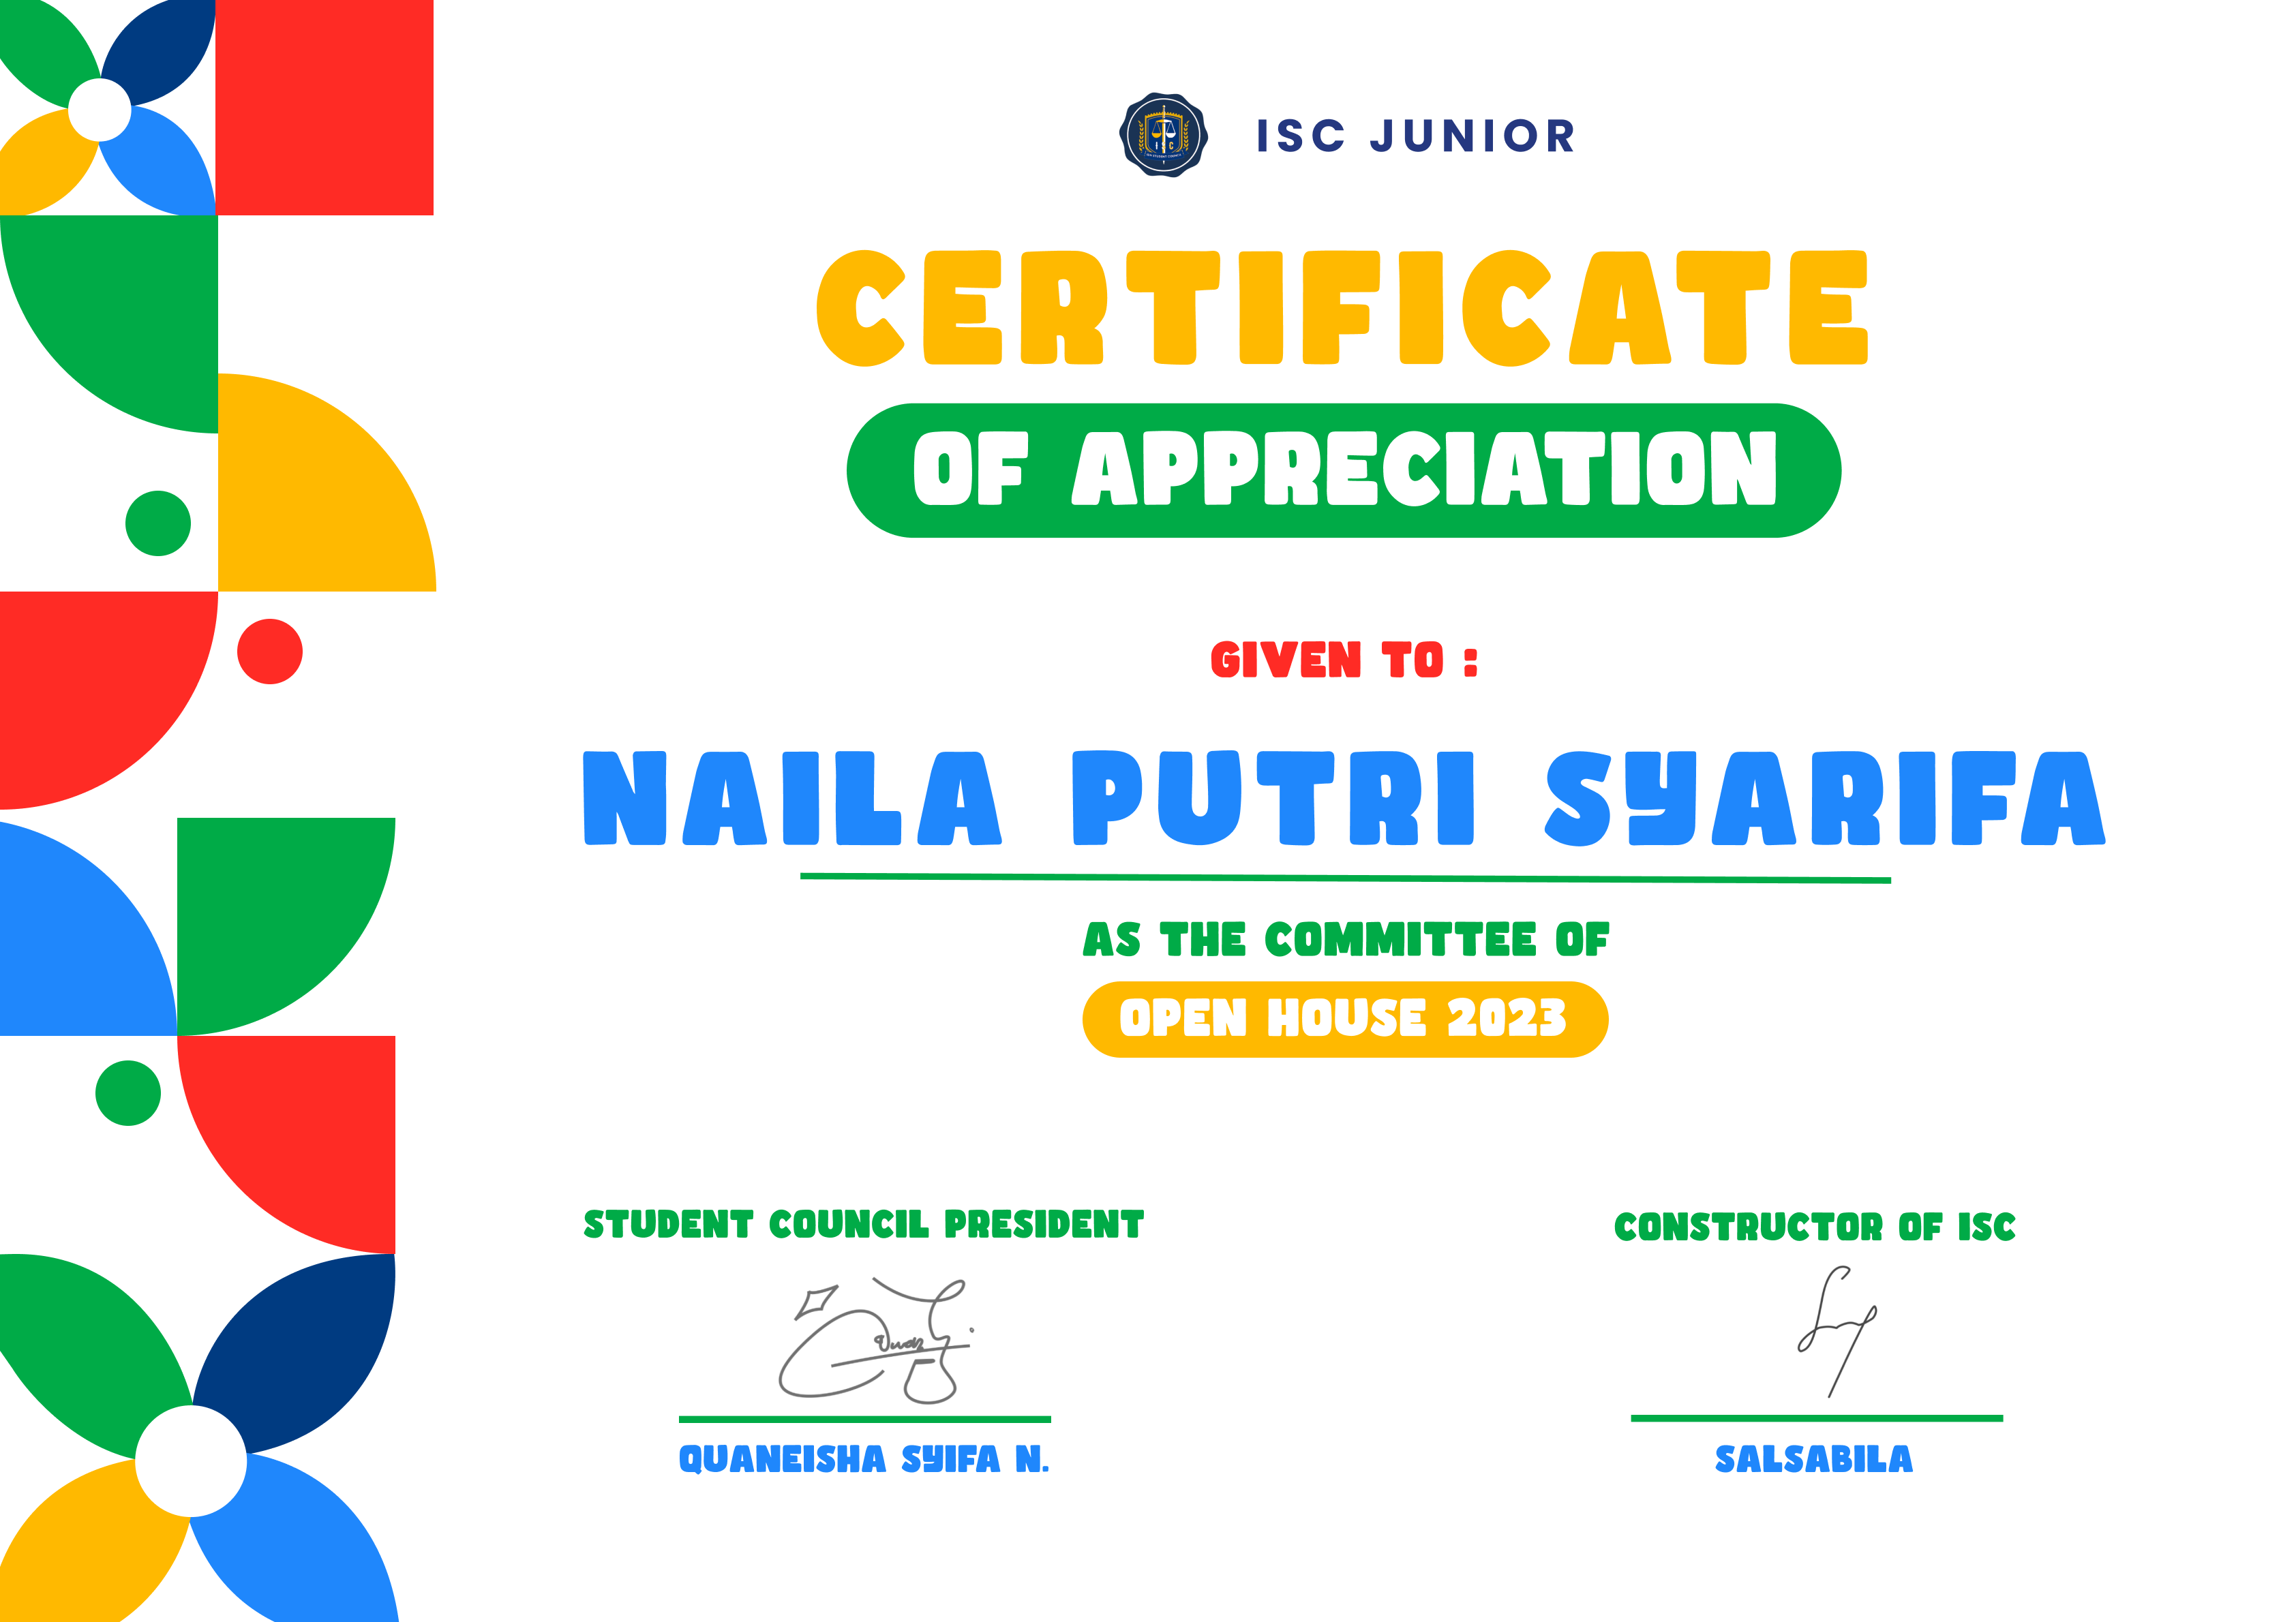 ISC JUNIOR
CERTIFICATE
OF APPRECIATION
GIVEN TO :
NAILA PUTRI SYARIFA
AS THE COMMITTEE OF
OPEN HOUSE 2023
STUDENT COUNCIL PRESIDENT
CONSTRUCTOR OF ISC
QUANEISHA SYIFA N.
SALSABILA